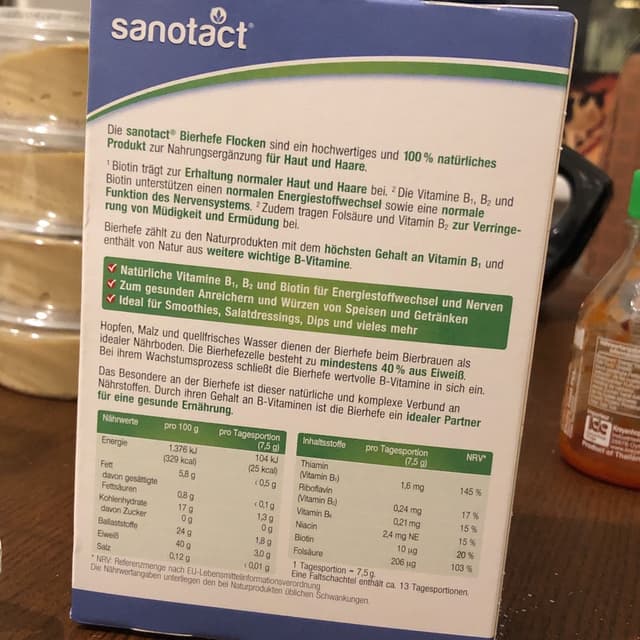 sanotact®
Die sanotact® Bierhefe Flocken sind ein hochwertiges und 100 % natürliches
Produkt zur Nahrungsergänzung für Haut und Haare.
¹ Biotin trägt zur Erhaltung normaler Haut und Haare bei. ² Die Vitamine B₁, B₂ und
Biotin unterstützen einen normalen Energiestoffwechsel sowie eine normale
Funktion des Nervensystems. ² Zudem tragen Folsäure und Vitamin B₂ zur Verringe-
rung von Müdigkeit und Ermüdung bei.
Bierhefe zählt zu den Naturprodukten mit dem höchsten Gehalt an Vitamin B₁ und
enthält von Natur aus weitere wichtige B-Vitamine.
Natürliche Vitamine B₁, B₂ und Biotin für Energiestoffwechsel und Nerven
Zum gesunden Anreichern und Würzen von Speisen und Getränken
Ideal für Smoothies, Salatdressings, Dips und vieles mehr
Hopfen, Malz und quellfrisches Wasser dienen der Bierhefe beim Bierbrauen als
idealer Nährboden. Die Bierhefezelle besteht zu mindestens 40 % aus Eiweiß.
Bei ihrem Wachstumsprozess schließt die Bierhefe wertvolle B-Vitamine in sich ein.
Das Besondere an der Bierhefe ist dieser natürliche und komplexe Verbund an
Nährstoffen. Durch ihren Gehalt an B-Vitaminen ist die Bierhefe ein idealer Partner
für eine gesunde Ernährung.
Nährwerte pro 100 g pro Tagesportion
(7,5 g)
Energie 1.376 kJ 104 kJ
(329 kcal) (25 kcal)
Fett 5,8 g ‹ 0,5 g
davon gesättigte
Fettsäuren 0,8 g ‹ 0,1 g
Kohlenhydrate 17 g 1,3 g
davon Zucker 0 g 0 g
Ballaststoffe 24 g 1,8 g
Eiweiß 40 g 3,0 g
Salz 0,12 g ‹ 0,01 g
Inhaltsstoffe pro Tagesportion NRV*
(7,5 g)
Thiamin
(Vitamin B₁) 1,6 mg 145 %
Riboflavin
(Vitamin B₂) 0,24 mg 17 %
Vitamin B₆ 0,21 mg 15 %
Niacin 2,4 mg NE 15 %
Biotin 10 µg 20 %
Folsäure 206 µg 103 %
1 Tagesportion = 7,5 g.
Eine Faltschachtel enthält ca. 13 Tagesportionen.
* NRV: Referenzmenge nach EU-Lebensmittelinformationsverordnung
Die Nährwertangaben unterliegen den bei Naturprodukten üblichen Schwankungen.
Product of Thailand